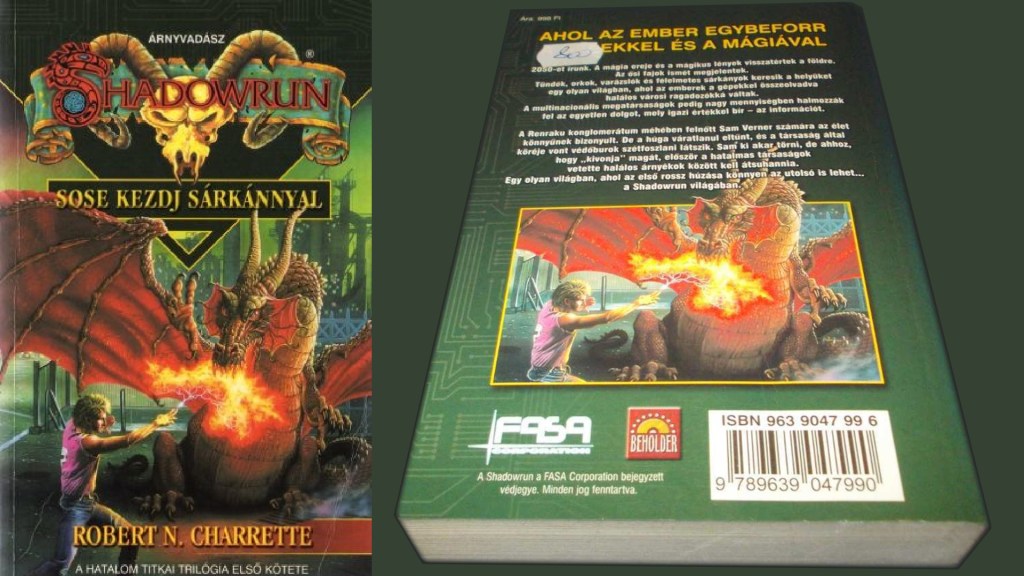 ÁRNYVADÁSZ
SHADOWRUN
®
SOSE KEZDJ SÁRKÁNNYAL
ROBERT N. CHARRETTE
A HATALOM TITKAI TRILÓGIA ELSŐ KÖTETE
Ára: 998 Ft
AHOL AZ EMBER EGYBEFORR
EKKEL ÉS A MÁGIÁVAL
2050-et írunk. A mágia ereje és a mágikus lények visszatértek a földre.
Az ősi fajok ismét megjelentek.
Tündék, orkok, varázslók és félelmetes sárkányok keresik a helyüket
egy olyan világban, ahol az emberek a gépekkel összeolvadva
halálos városi ragadozókká váltak.
A multinacionális megatársaságok pedig nagy mennyiségben halmozzák
fel az egyetlen dolgot, mely igazi értékkel bír – az információt.
A Renraku konglomerátum méhében felnőtt Sam Verner számára az élet
könnyűnek bizonyult. De a húga váratlanul eltűnt, és a társaság által
köréje vont védőburok szétfoszlani látszik. Sam ki akar törni, de ahhoz,
hogy „kivonja” magát, először a hatalmas társaságok
vetette halálos árnyékok között kell átsuhannia.
Egy olyan világban, ahol az első rossz húzása könnyen az utolsó is lehet...
a Shadowrun világában.
FASA
CORPORATION
BEHOLDER
A Shadowrun a FASA Corporation bejegyzett
védjegye. Minden jog fenntartva.
ISBN 963 9047 99 6
9 789639 047990